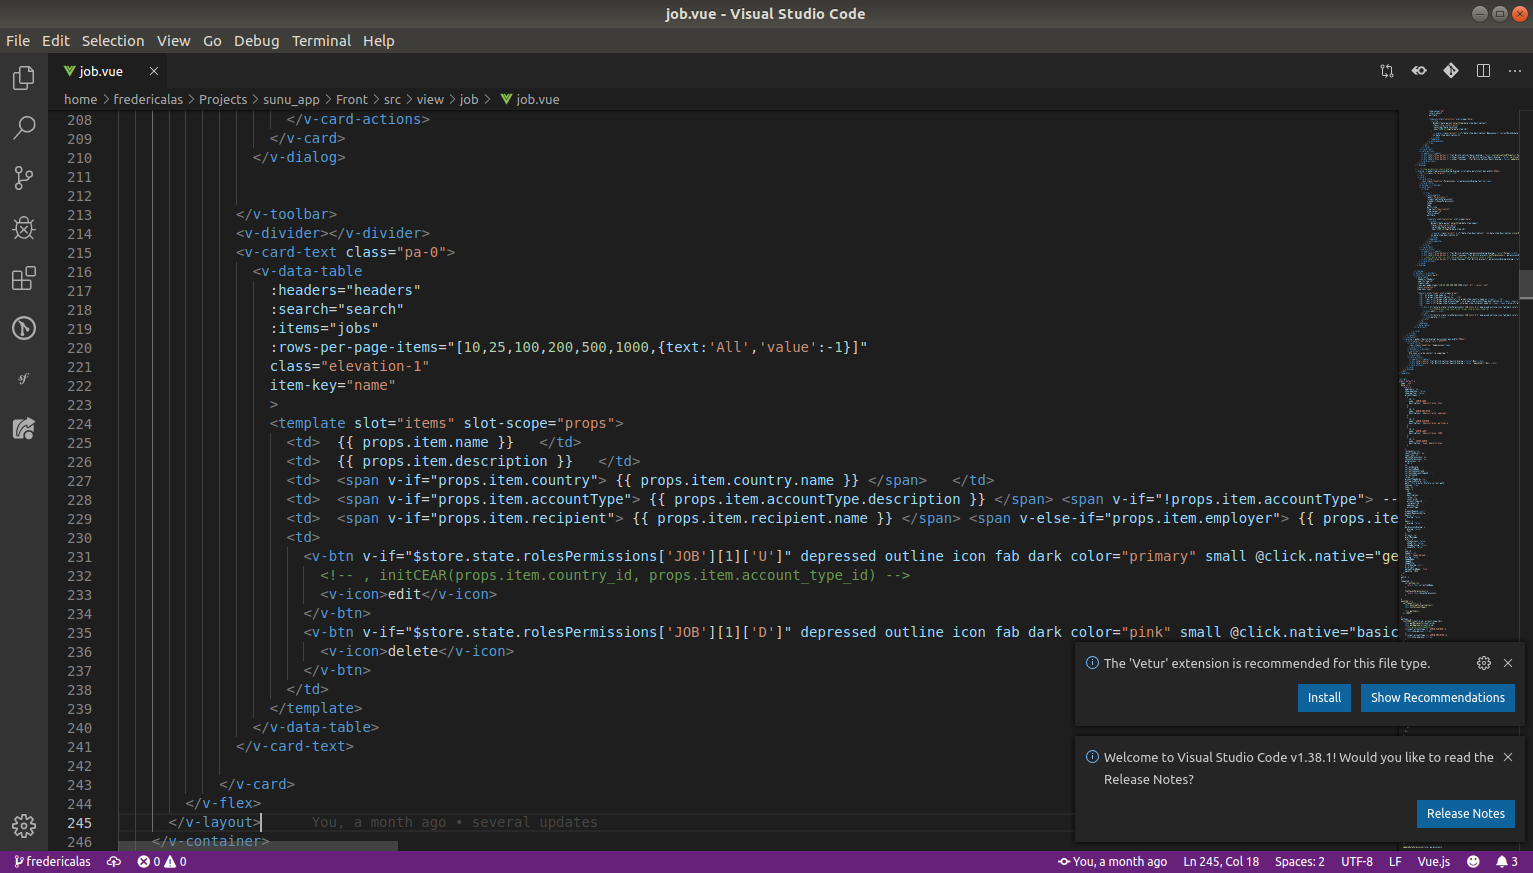 job.vue - Visual Studio Code
File Edit Selection View Go Debug Terminal Help
job.vue
home > fredericalas > Projects > sunu_app > Front > src > view > job > job.vue
208 </v-card-actions>
209 </v-card>
210 </v-dialog>
211
212
213 </v-toolbar>
214 <v-divider></v-divider>
215 <v-card-text class="pa-0">
216 <v-data-table
217 :headers="headers"
218 :search="search"
219 :items="jobs"
220 :rows-per-page-items="[10,25,100,200,500,1000,{text:'All','value':-1}]"
221 class="elevation-1"
222 item-key="name"
223 >
224 <template slot="items" slot-scope="props">
225 <td> {{ props.item.name }} </td>
226 <td> {{ props.item.description }} </td>
227 <td> <span v-if="props.item.country"> {{ props.item.country.name }} </span> </td>
228 <td> <span v-if="props.item.accountType"> {{ props.item.accountType.description }} </span> <span v-if="!props.item.accountType"> --
229 <td> <span v-if="props.item.recipient"> {{ props.item.recipient.name }} </span> <span v-else-if="props.item.employer"> {{ props.ite
230 <td>
231 <v-btn v-if="$store.state.rolesPermissions['JOB'][1]['U']" depressed outline icon fab dark color="primary" small @click.native="ge
232 <!-- , initCEAR(props.item.country_id, props.item.account_type_id) -->
233 <v-icon>edit</v-icon>
234 </v-btn>
235 <v-btn v-if="$store.state.rolesPermissions['JOB'][1]['D']" depressed outline icon fab dark color="pink" small @click.native="basic
236 <v-icon>delete</v-icon>
237 </v-btn>
238 </td>
239 </template>
240 </v-data-table>
241 </v-card-text>
242
243 </v-card>
244 </v-flex>
245 </v-layout> You, a month ago • several updates
246 </v-container>
The 'Vetur' extension is recommended for this file type.
Install Show Recommendations
Welcome to Visual Studio Code v1.38.1! Would you like to read the
Release Notes?
Release Notes
fredericalas 0 0 You, a month ago Ln 245, Col 18 Spaces: 2 UTF-8 LF Vue.js 3